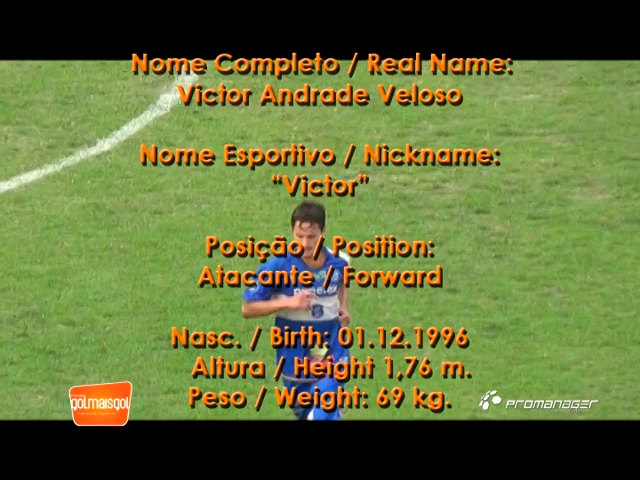 Nome Completo / Real Name:
Victor Andrade Veloso
Nome Esportivo / Nickname:
“Victor”
Posição / Position:
Atacante / Forward
Nasc. / Birth: 01.12.1996
Altura / Height 1,76 m.
Peso / Weight: 69 kg.
golmaisgol
PROMANAGER